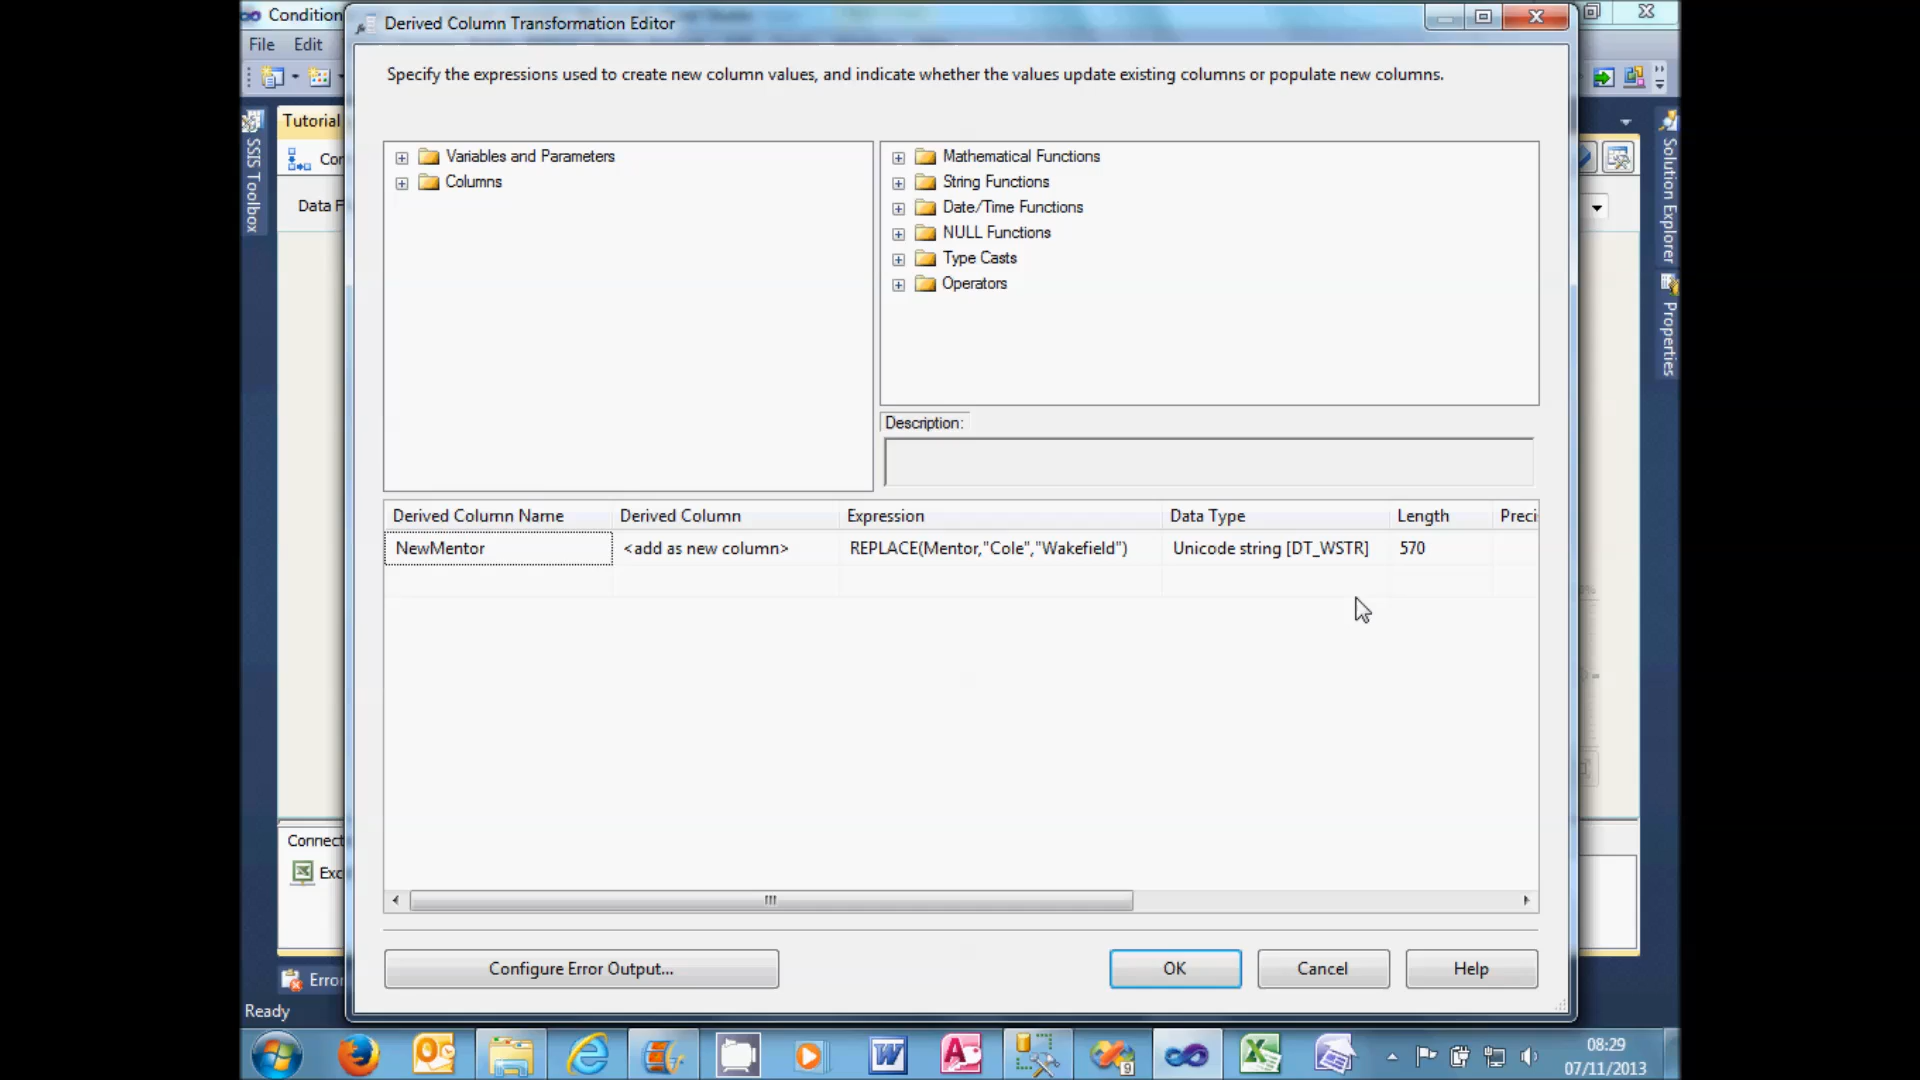 Condition
Derived Column Transformation Editor
File Edit
Specify the expressions used to create new column values, and indicate whether the values update existing columns or populate new columns.
Tutorial
SSIS Toolbox
Solution Explorer
Properties
Variables and Parameters
Columns
Mathematical Functions
String Functions
Date/Time Functions
NULL Functions
Type Casts
Operators
Con
Data F
Description:
Derived Column Name Derived Column Expression Data Type Length Preci
NewMentor <add as new column> REPLACE(Mentor,"Cole","Wakefield") Unicode string [DT_WSTR] 570
Connect
Exc
Configure Error Output... OK Cancel Help
Error
Ready
9
08:29
07/11/2013